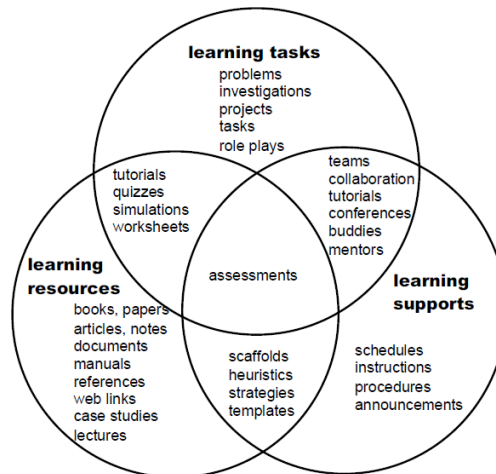 learning tasks
problems
investigations
projects
tasks
role plays
tutorials
quizzes
simulations
worksheets
teams
collaboration
tutorials
conferences
buddies
mentors
assessments
learning
resources
books, papers
articles, notes
documents
manuals
references
web links
case studies
lectures
scaffolds
heuristics
strategies
templates
learning
supports
schedules
instructions
procedures
announcements